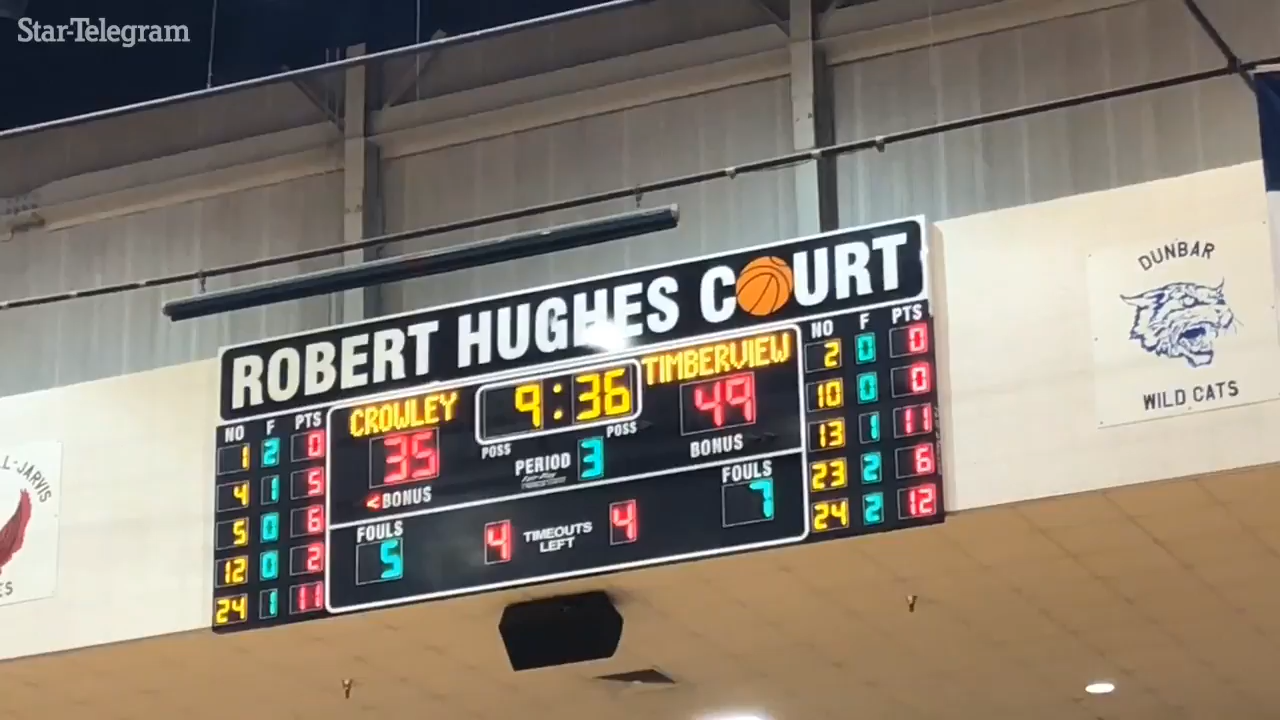 Star-Telegram
ROBERT HUGHES COURT
DUNBAR
WILD CATS
L-JARVIS
ES
NO F PTS
1 2 0
4 1 5
5 0 6
12 0 2
24 1 11
CROWLEY
35
< BONUS
9:36
POSS POSS
PERIOD 3
TIMBERVIEW
49
BONUS
FOULS
5
4 TIMEOUTS LEFT 4
FOULS
7
NO F PTS
2 0 0
10 0 0
13 1 11
23 2 6
24 2 12